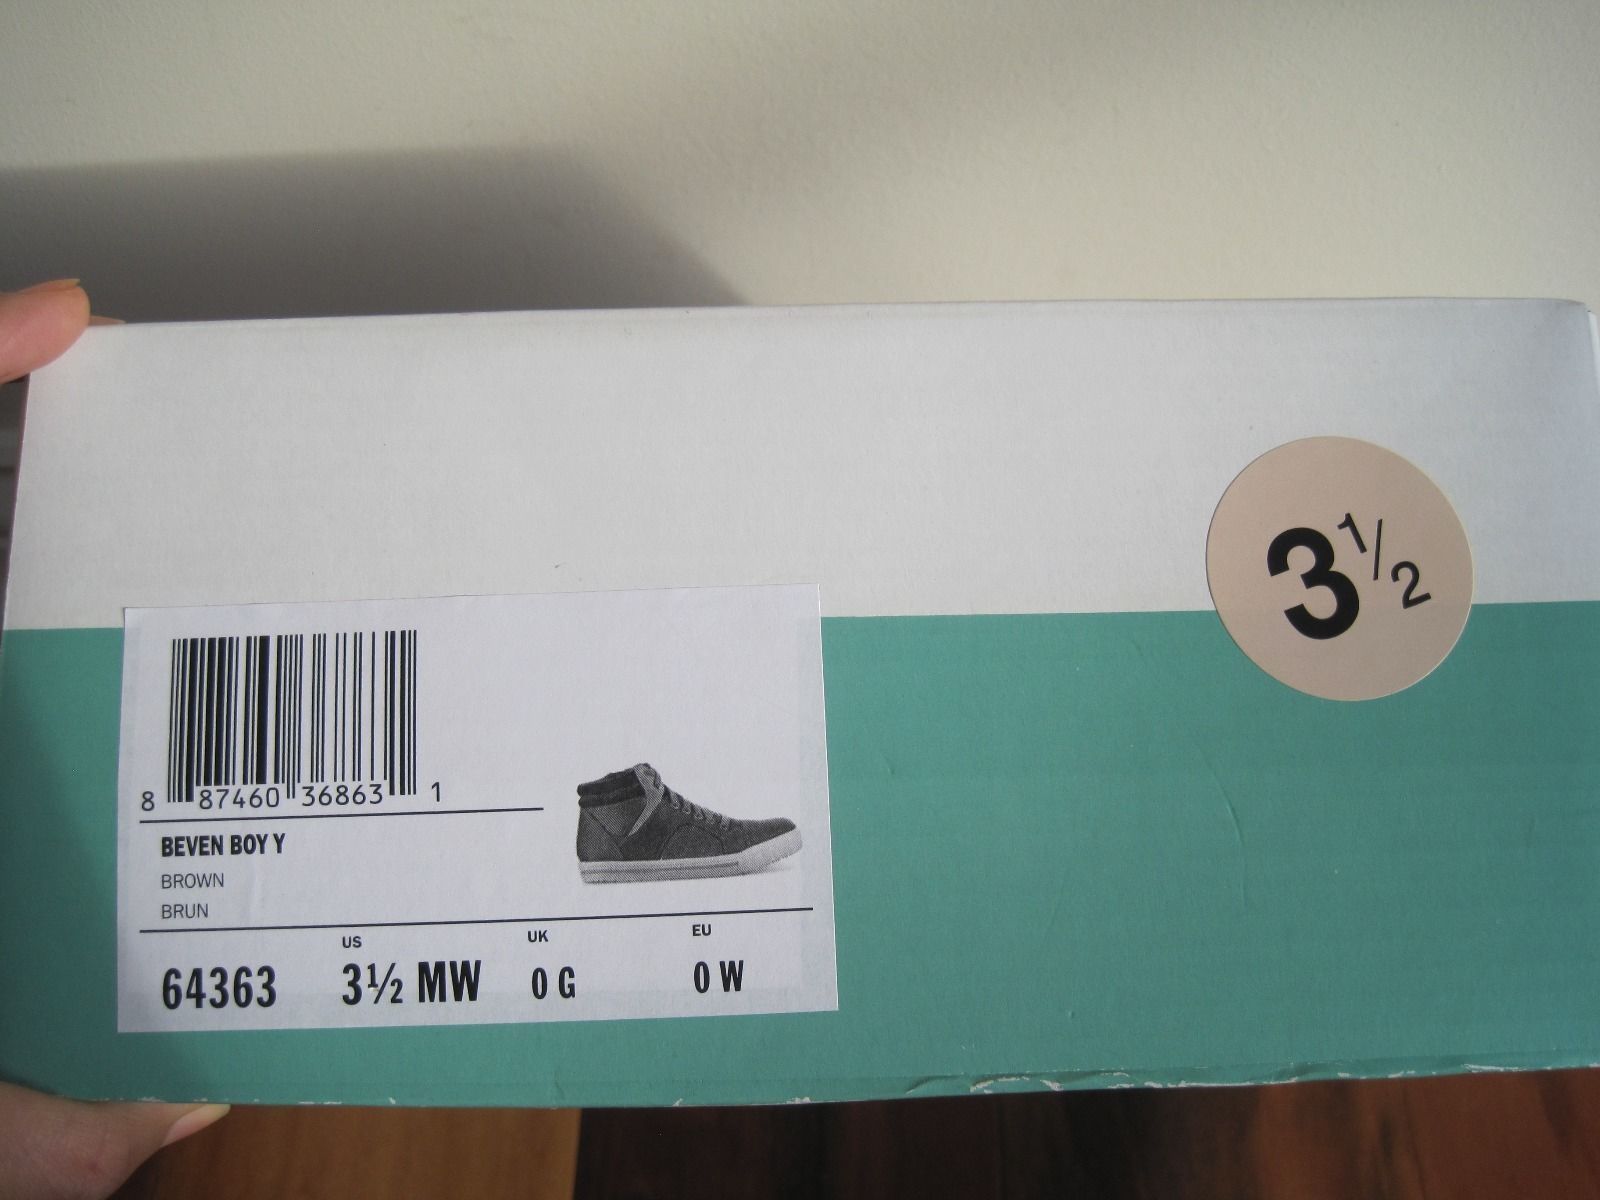 3 1/2
8 87460 36863 1
BEVEN BOY Y
BROWN
BRUN
US UK EU
64363 3½ MW 0 G 0 W